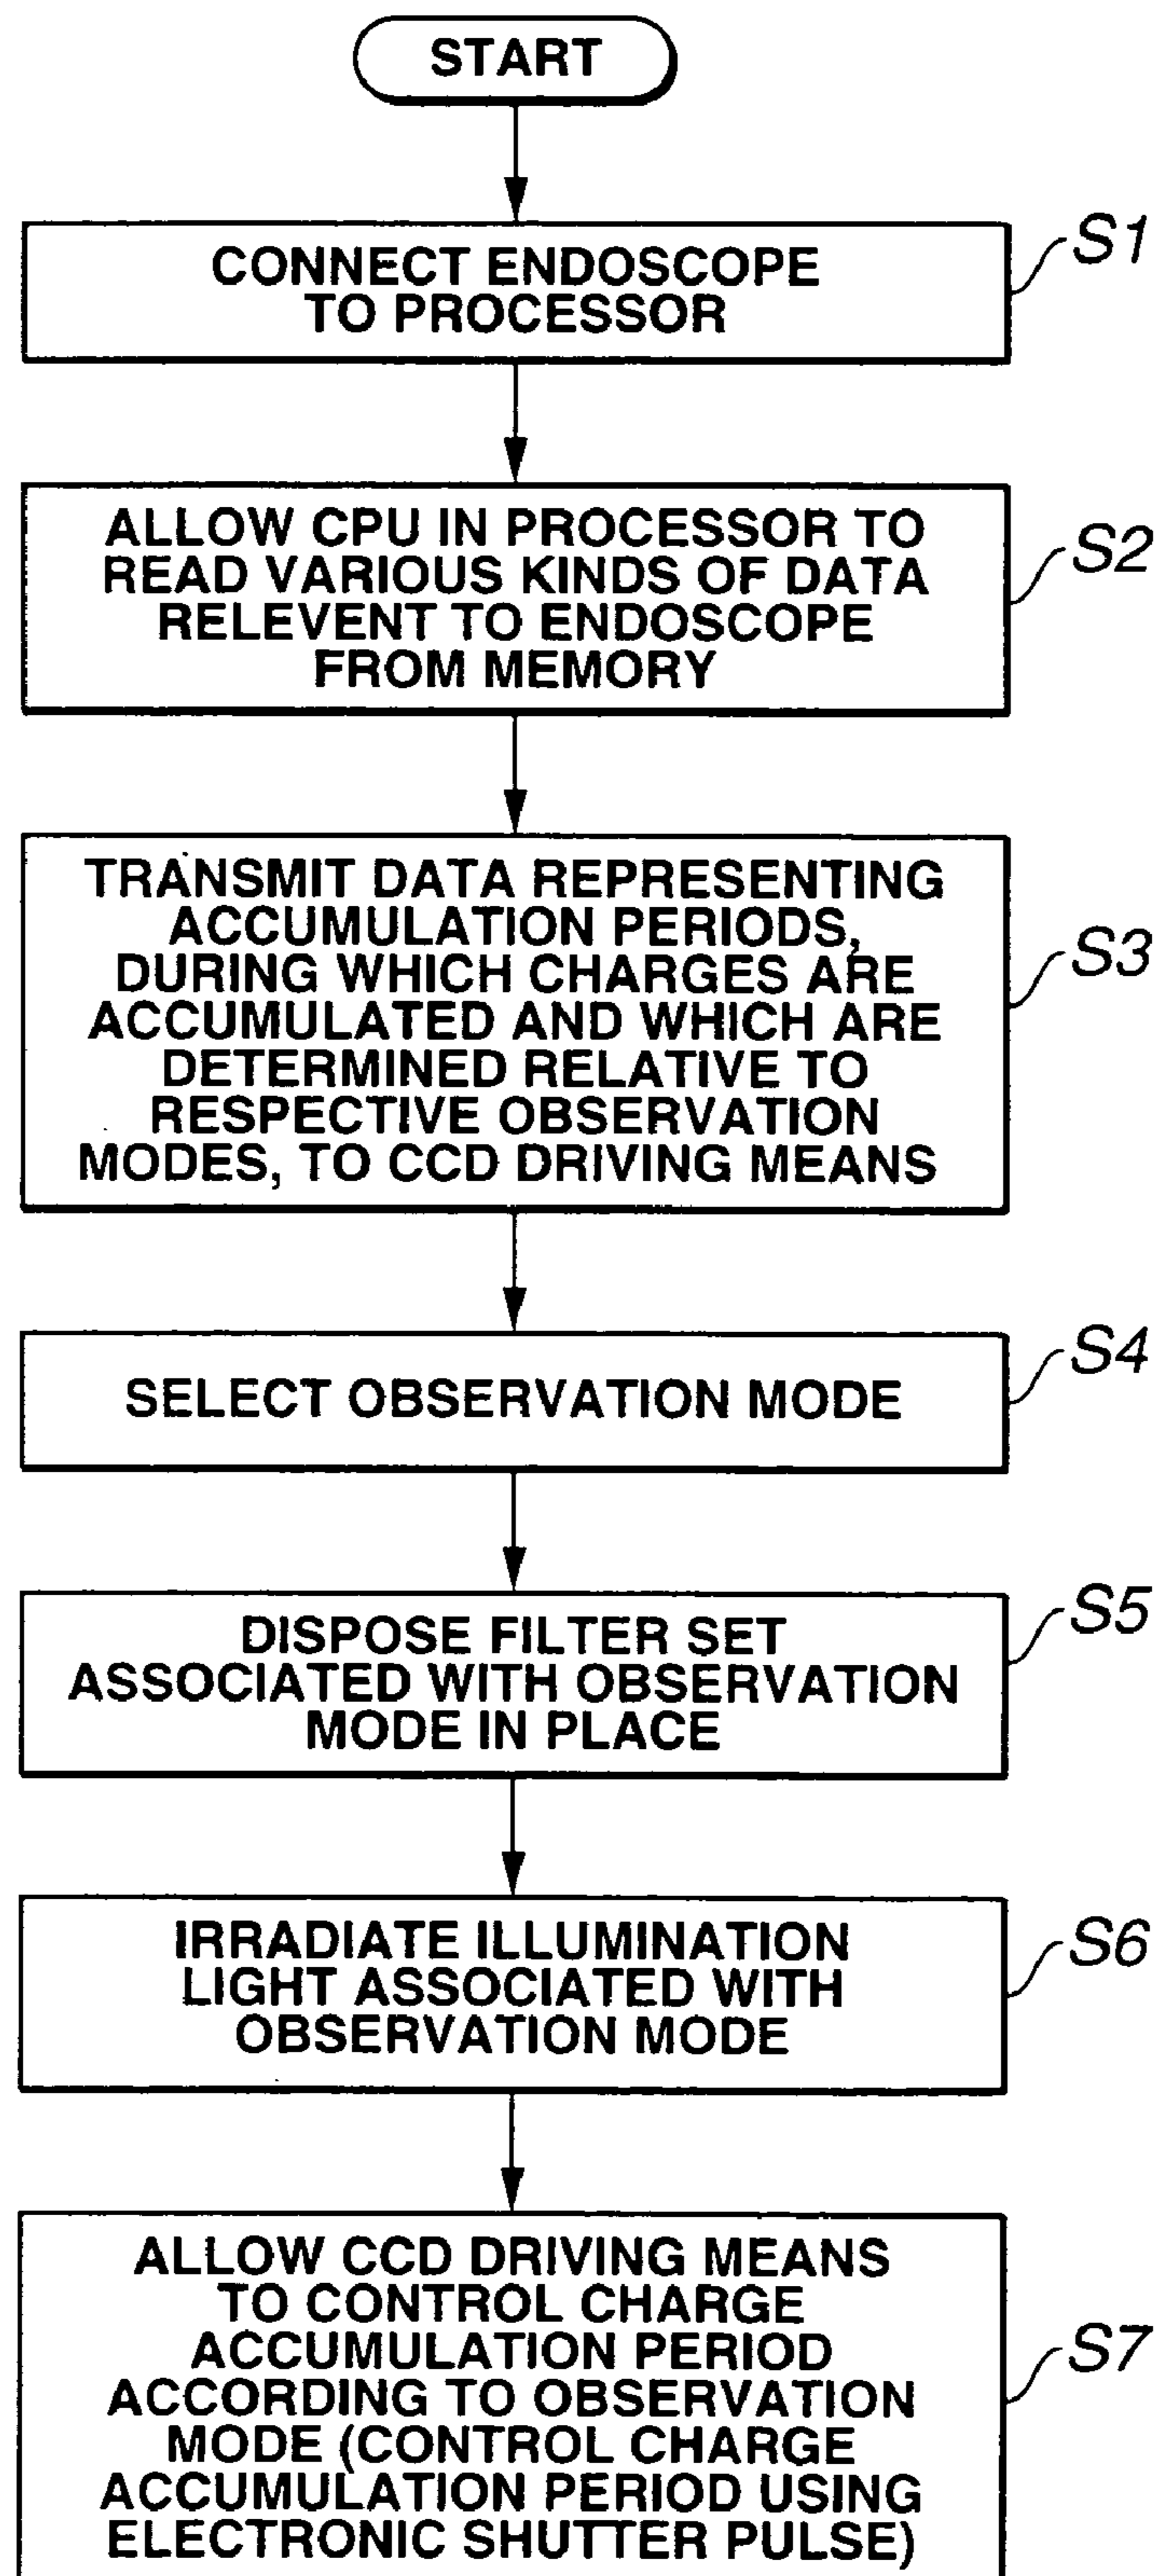 START
CONNECT ENDOSCOPE
TO PROCESSOR
S1
ALLOW CPU IN PROCESSOR TO
READ VARIOUS KINDS OF DATA
RELEVENT TO ENDOSCOPE
FROM MEMORY
S2
TRANSMIT DATA REPRESENTING
ACCUMULATION PERIODS,
DURING WHICH CHARGES ARE
ACCUMULATED AND WHICH ARE
DETERMINED RELATIVE TO
RESPECTIVE OBSERVATION
MODES, TO CCD DRIVING MEANS
S3
SELECT OBSERVATION MODE
S4
DISPOSE FILTER SET
ASSOCIATED WITH OBSERVATION
MODE IN PLACE
S5
IRRADIATE ILLUMINATION
LIGHT ASSOCIATED WITH
OBSERVATION MODE
S6
ALLOW CCD DRIVING MEANS
TO CONTROL CHARGE
ACCUMULATION PERIOD
ACCORDING TO OBSERVATION
MODE (CONTROL CHARGE
ACCUMULATION PERIOD USING
ELECTRONIC SHUTTER PULSE)
S7